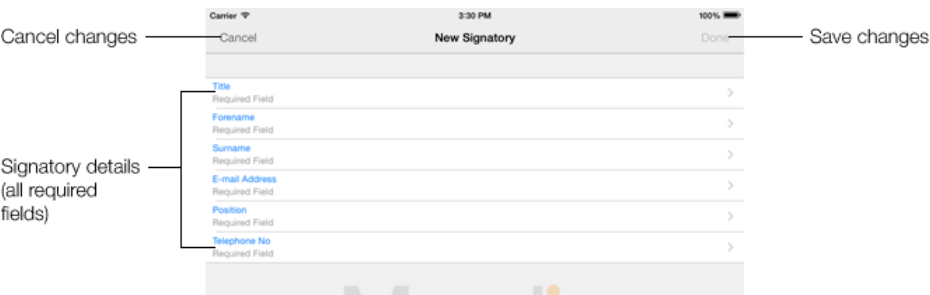 Carrier 3:30 PM 100%
Cancel changes Cancel New Signatory Done Save changes
Title
Required Field
Forename
Required Field
Surname
Required Field
Signatory details
(all required
fields)
E-mail Address
Required Field
Position
Required Field
Telephone No
Required Field